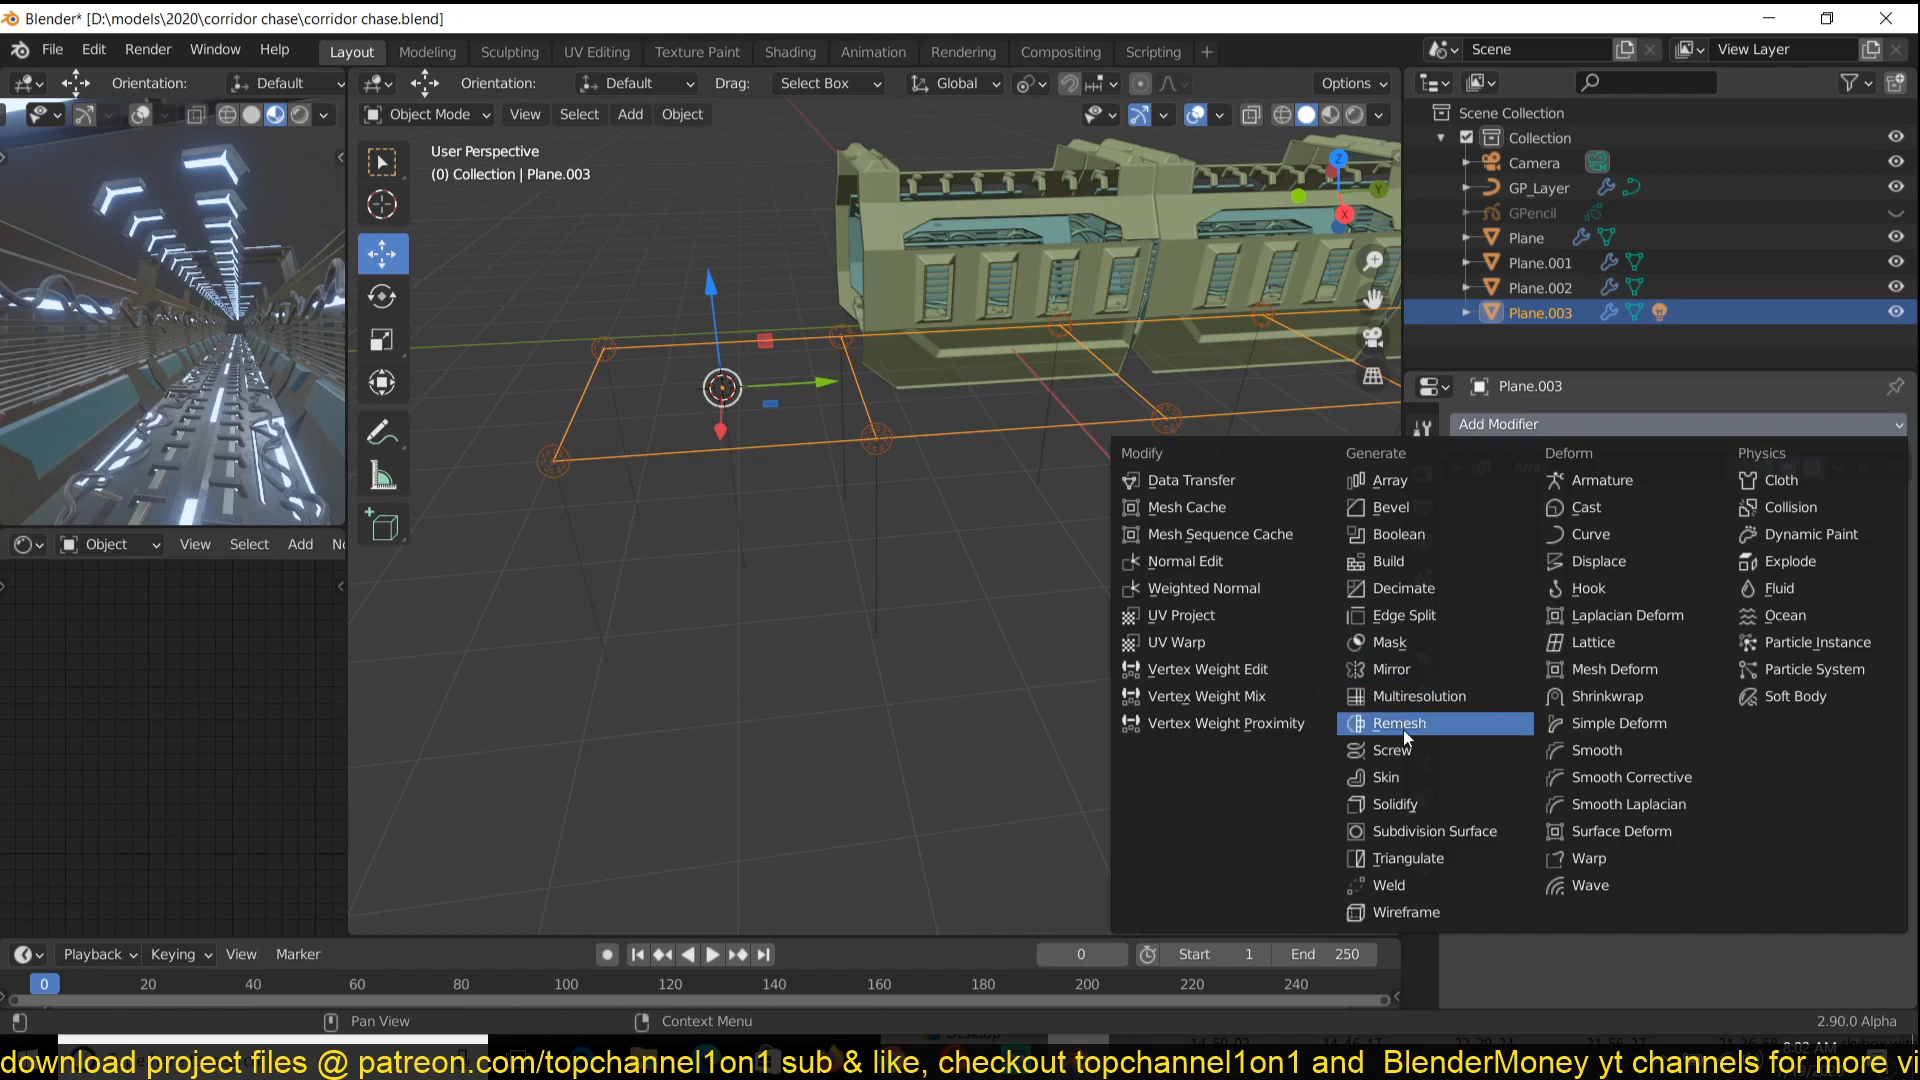 Blender* [D:\models\2020\corridor chase\corridor chase.blend]
File Edit Render Window Help
Layout Modeling Sculpting UV Editing Texture Paint Shading Animation Rendering Compositing Scripting +
Scene View Layer
Orientation: Default
Orientation: Default Drag: Select Box Global Options
Object Mode View Select Add Object
User Perspective
(0) Collection | Plane.003
Z
Y
X
Scene Collection
Collection
Camera
GP_Layer
GPencil
Plane
Plane.001
Plane.002
Plane.003
Plane.003
Add Modifier
Modify
Data Transfer
Mesh Cache
Mesh Sequence Cache
Normal Edit
Weighted Normal
UV Project
UV Warp
Vertex Weight Edit
Vertex Weight Mix
Vertex Weight Proximity
Generate
Array
Bevel
Boolean
Build
Decimate
Edge Split
Mask
Mirror
Multiresolution
Remesh
Screw
Skin
Solidify
Subdivision Surface
Triangulate
Weld
Wireframe
Deform
Armature
Cast
Curve
Displace
Hook
Laplacian Deform
Lattice
Mesh Deform
Shrinkwrap
Simple Deform
Smooth
Smooth Corrective
Smooth Laplacian
Surface Deform
Warp
Wave
Physics
Cloth
Collision
Dynamic Paint
Explode
Fluid
Ocean
Particle Instance
Particle System
Soft Body
Object View Select Add
Playback Keying View Marker
0 Start 1 End 250
0 20 40 60 80 100 120 140 160 180 200 220 240
Pan View Context Menu
2.90.0 Alpha
8:02 AM
download project files @ patreon.com/topchannel1on1 sub & like, checkout topchannel1on1 and BlenderMoney yt channels for more vi